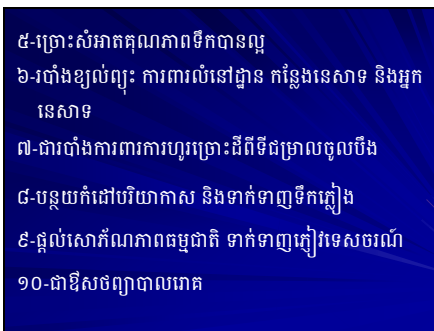 ៥-ច្រោះសំអាតគុណភាពទឹកបានល្អ
៦-របាំងខ្យល់ព្យុះ ការពារលំនៅដ្ឋាន កន្លែងនេសាទ និងអ្នក
នេសាទ
៧-ជារបាំងការពារការហូរច្រោះដីពីទីជម្រាលចូលបឹង
៨-បន្ថយកំដៅបរិយាកាស និងទាក់ទាញទឹកភ្លៀង
៩-ផ្តល់សោភ័ណភាពធម្មជាតិ ទាក់ទាញភ្ញៀវទេសចរណ៍
១០-ជាឱសថព្យាបាលរោគ